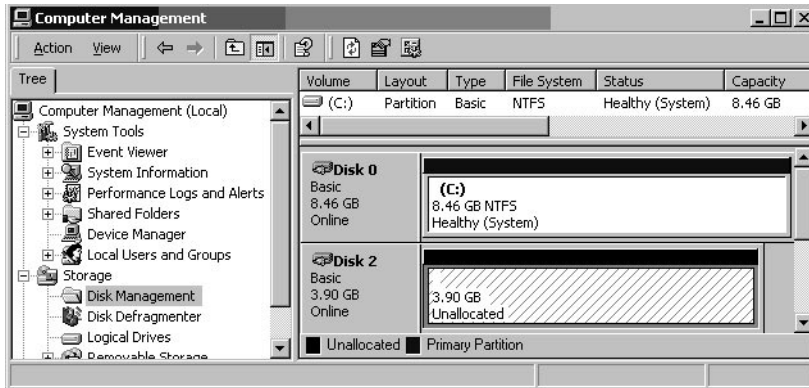 Computer Management
Action View
Tree
Computer Management (Local)
System Tools
Event Viewer
System Information
Performance Logs and Alerts
Shared Folders
Device Manager
Local Users and Groups
Storage
Disk Management
Disk Defragmenter
Logical Drives
Removable Storage
Volume Layout Type File System Status Capacity
(C:) Partition Basic NTFS Healthy (System) 8.46 GB
Disk 0
Basic
8.46 GB
Online
(C:)
8.46 GB NTFS
Healthy (System)
Disk 2
Basic
3.90 GB
Online
3.90 GB
Unallocated
Unallocated Primary Partition